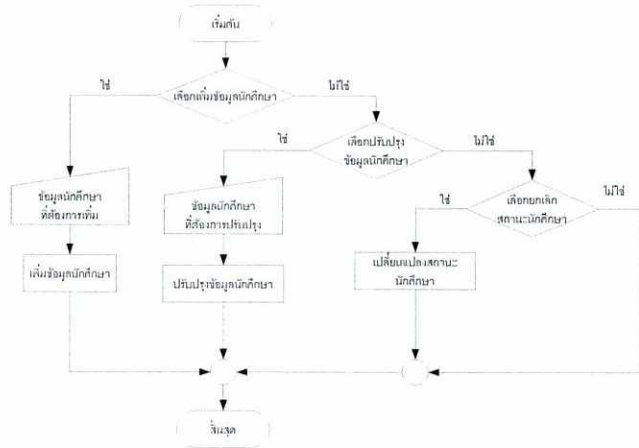 เริ่มต้น
ใช่
เลือกเพิ่มข้อมูลนักศึกษา
ไม่ใช่
ใช่
เลือกปรับปรุง
ข้อมูลนักศึกษา
ไม่ใช่
ข้อมูลนักศึกษา
ที่ต้องการเพิ่ม
ข้อมูลนักศึกษา
ที่ต้องการปรับปรุง
ใช่
เลือกยกเลิก
สถานะนักศึกษา
ไม่ใช่
เพิ่มข้อมูลนักศึกษา
ปรับปรุงข้อมูลนักศึกษา
เปลี่ยนแปลงสถานะ
นักศึกษา
สิ้นสุด